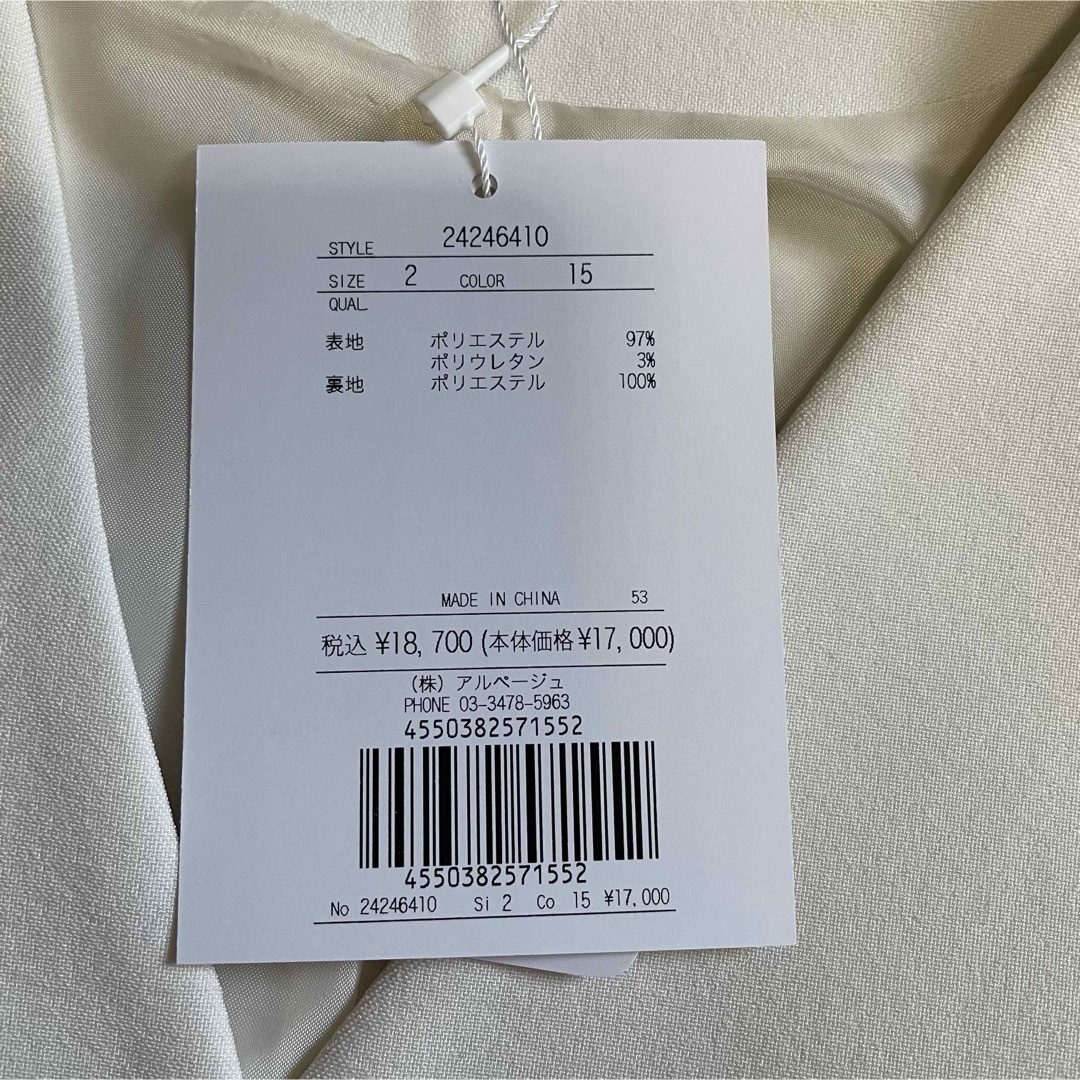 STYLE 24246410
SIZE 2 COLOR 15
QUAL
表地 ポリエステル 97%
ポリウレタン 3%
裏地 ポリエステル 100%
MADE IN CHINA 53
税込 ¥18,700 (本体価格¥17,000)
(株) アルページュ
PHONE 03-3478-5963
4550382571552
4550382571552
No 24246410 Si 2 Co 15 ¥17,000